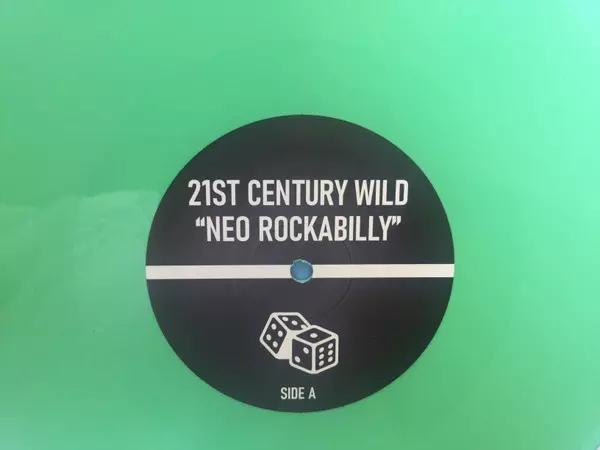 21ST CENTURY WILD
“NEO ROCKABILLY”
SIDE A